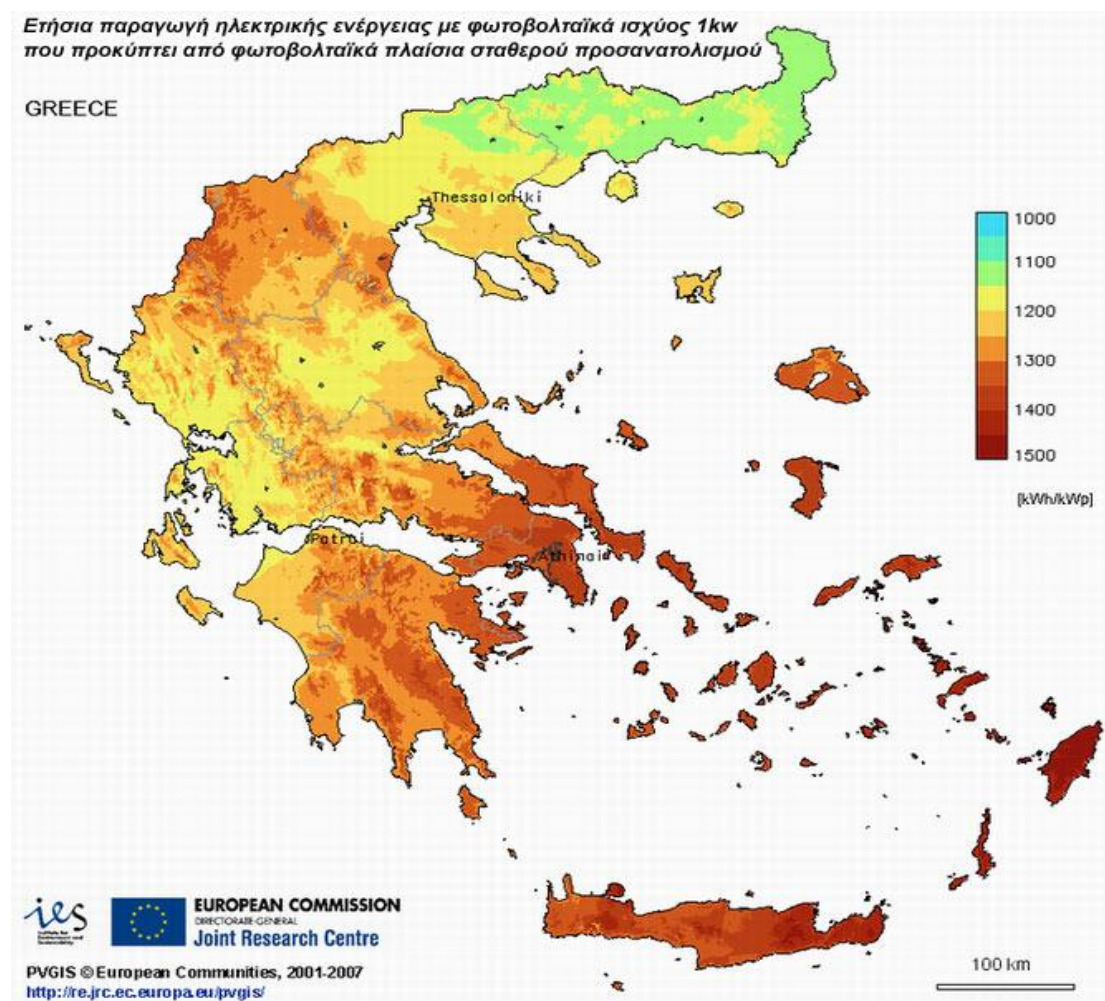 Ετήσια παραγωγή ηλεκτρικής ενέργειας με φωτοβολταϊκά ισχύος 1kw
που προκύπτει από φωτοβολταϊκά πλαίσια σταθερού προσανατολισμού
GREECE
Thessaloniki
1000
1100
1200
1300
1400
1500
[kWh/kWp]
Patrai
Athinai
ies
EUROPEAN COMMISSION
DIRECTORATE-GENERAL
Joint Research Centre
PVGIS © European Communities, 2001-2007
http://re.jrc.ec.europa.eu/pvgis/
100 km